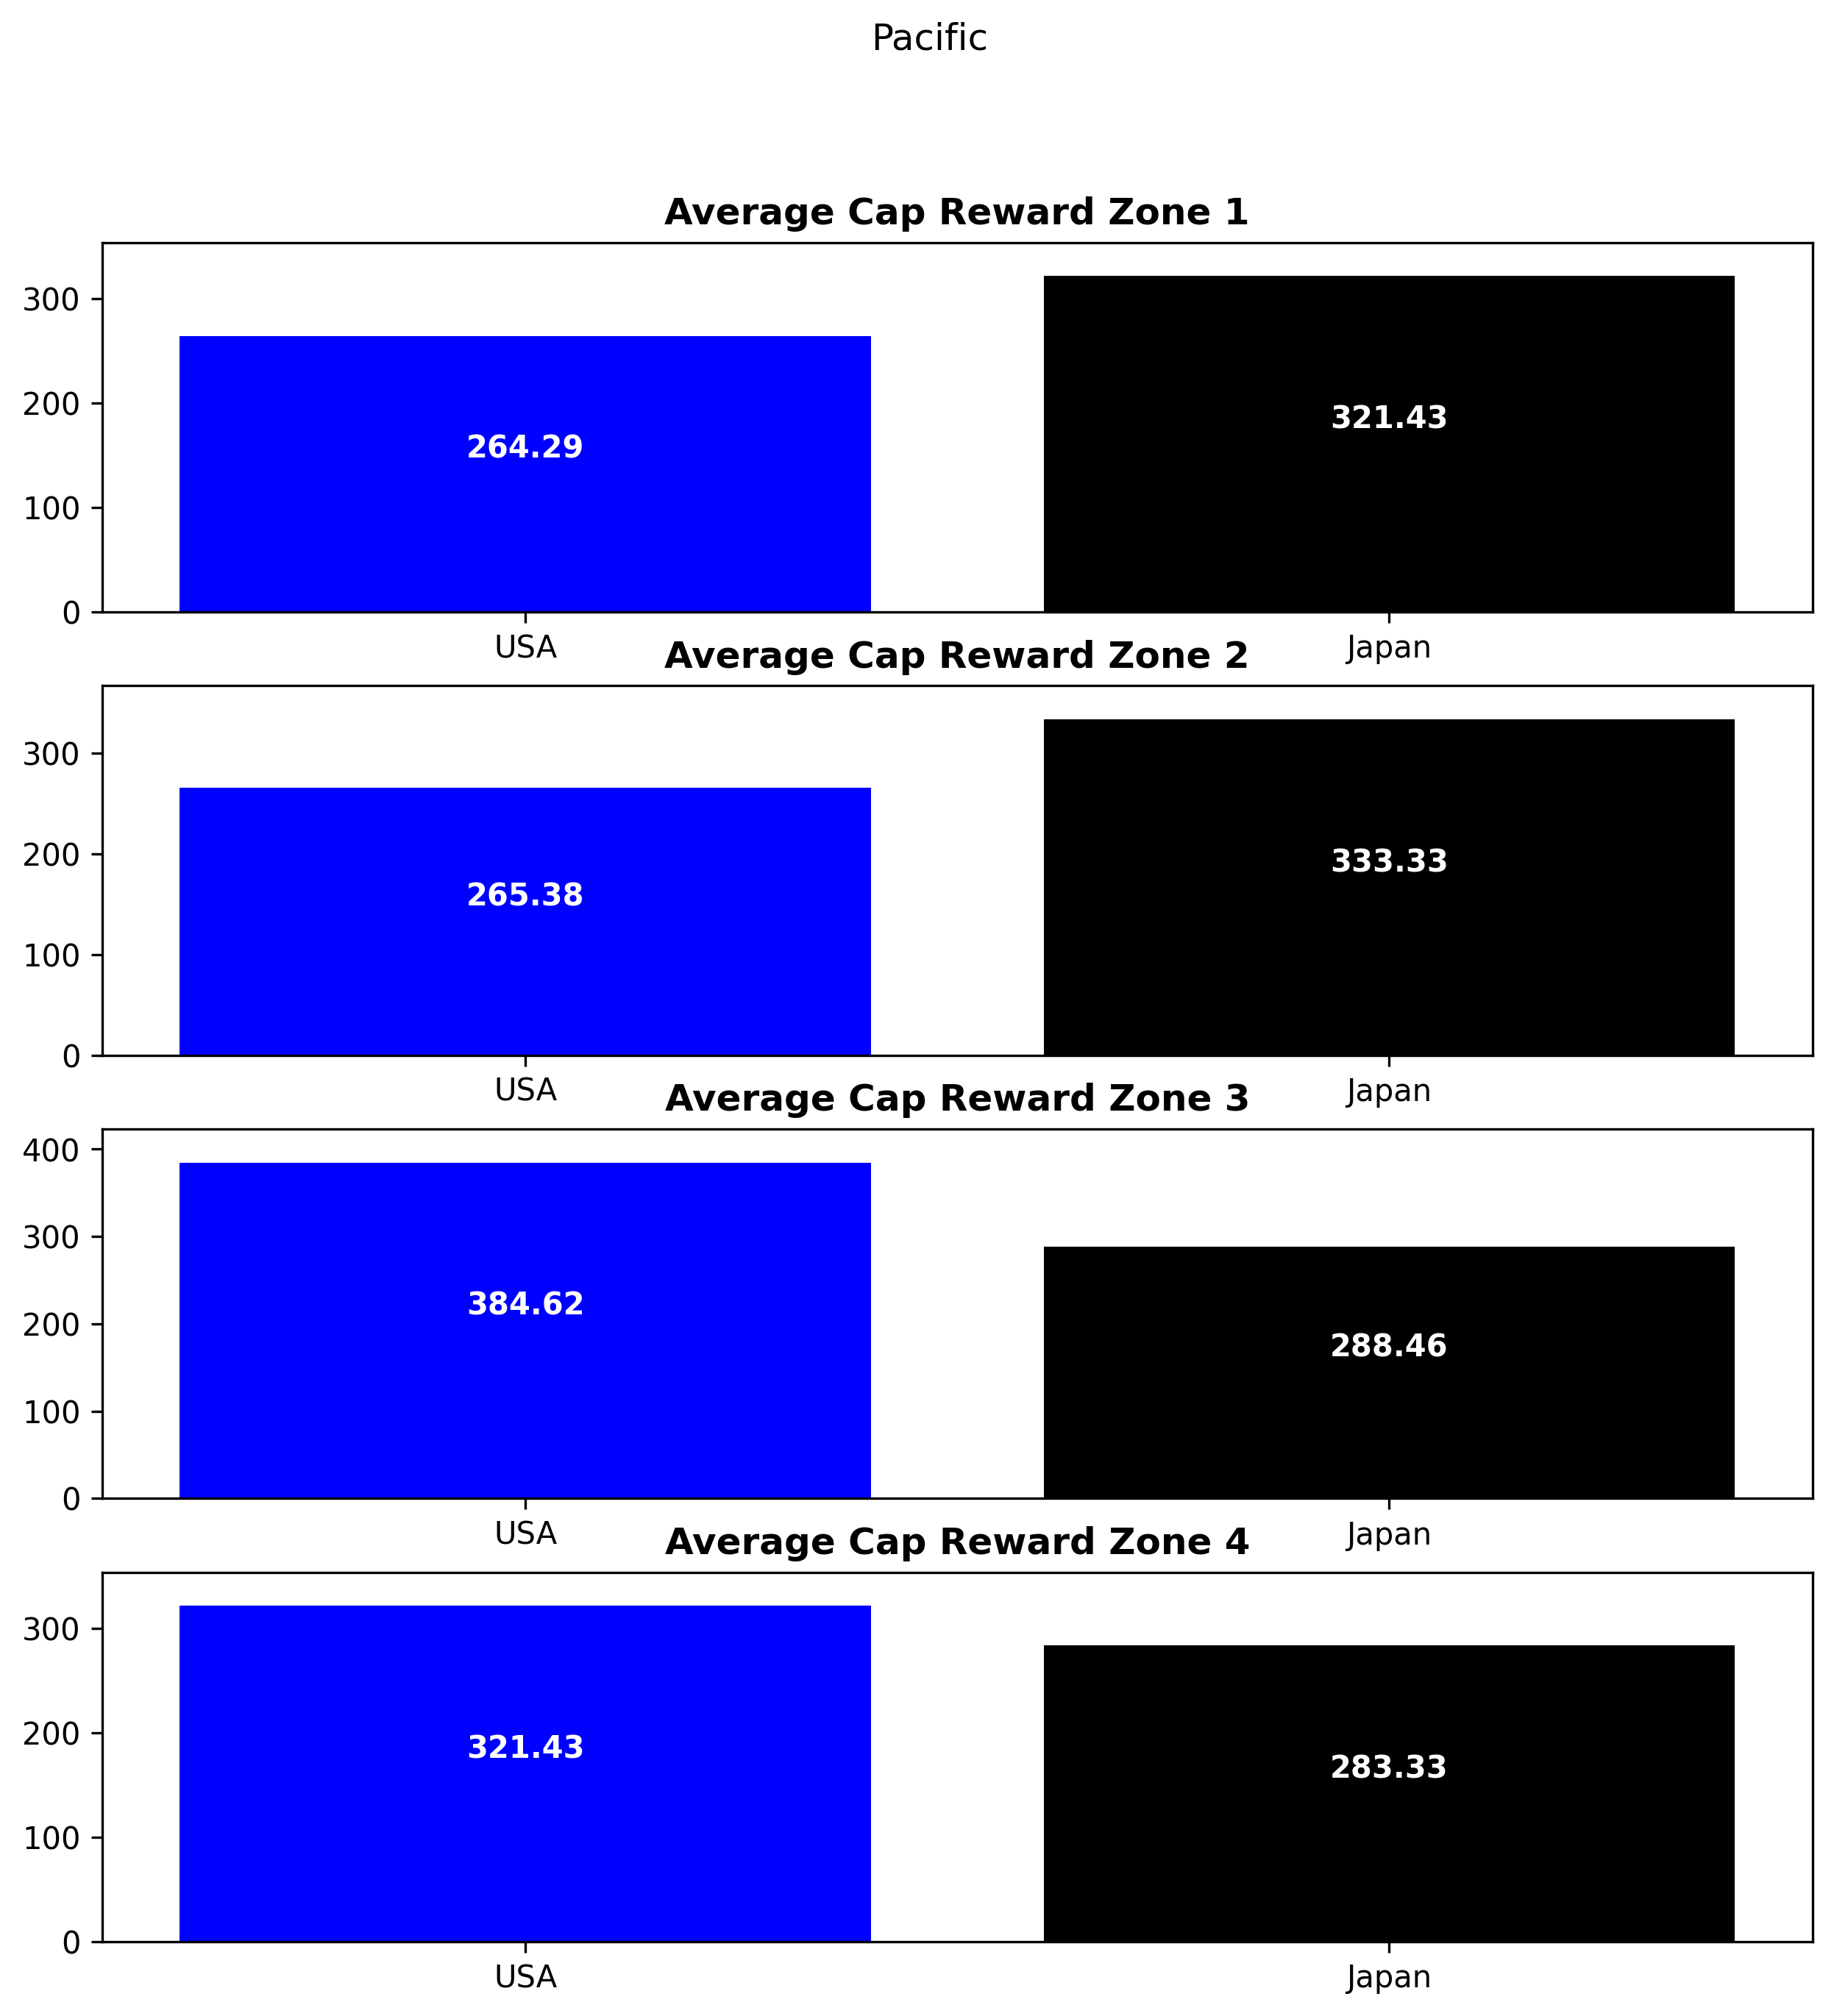 Pacific
Average Cap Reward Zone 1
300
200
100
0
264.29
321.43
USA
Japan
Average Cap Reward Zone 2
300
200
100
0
265.38
333.33
USA
Japan
Average Cap Reward Zone 3
400
300
200
100
0
384.62
288.46
USA
Japan
Average Cap Reward Zone 4
300
200
100
0
321.43
283.33
USA
Japan